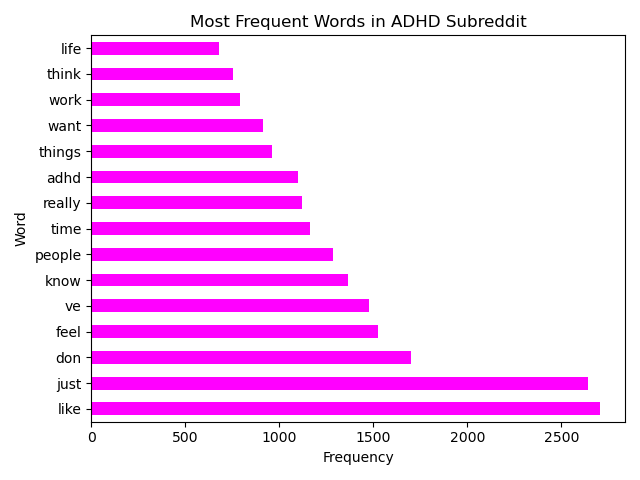 Most Frequent Words in ADHD Subreddit
life
think
work
want
things
adhd
really
time
people
know
ve
feel
don
just
like
Word
0 500 1000 1500 2000 2500
Frequency